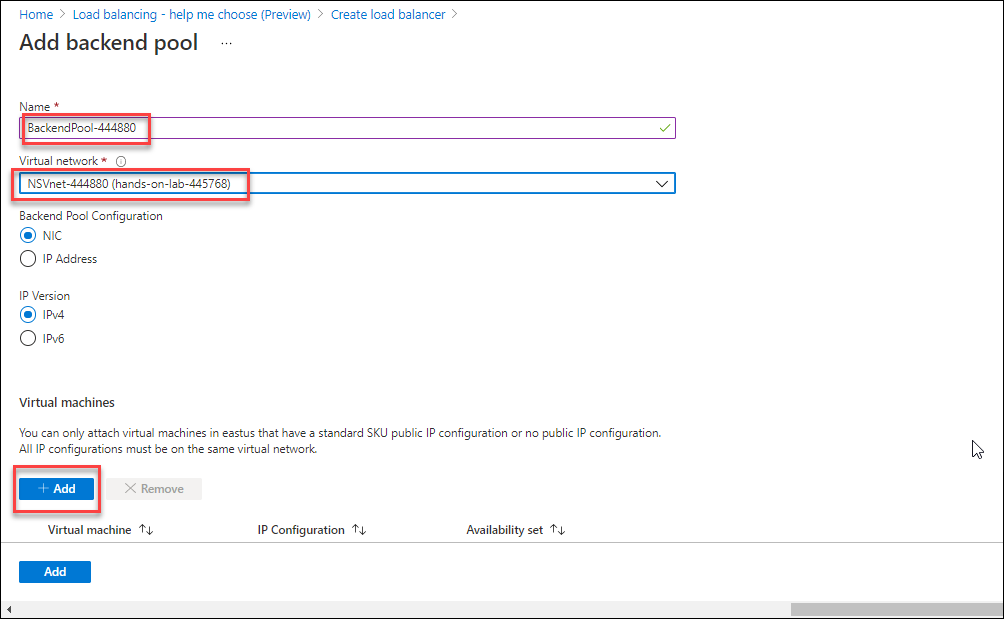 Home > Load balancing - help me choose (Preview) > Create load balancer >
Add backend pool ...
Name *
BackendPool-444880
Virtual network *
NSVnet-444880 (hands-on-lab-445768)
Backend Pool Configuration
NIC
IP Address
IP Version
IPv4
IPv6
Virtual machines
You can only attach virtual machines in eastus that have a standard SKU public IP configuration or no public IP configuration.
All IP configurations must be on the same virtual network.
+ Add × Remove
Virtual machine ↑↓ IP Configuration ↑↓ Availability set ↑↓
Add